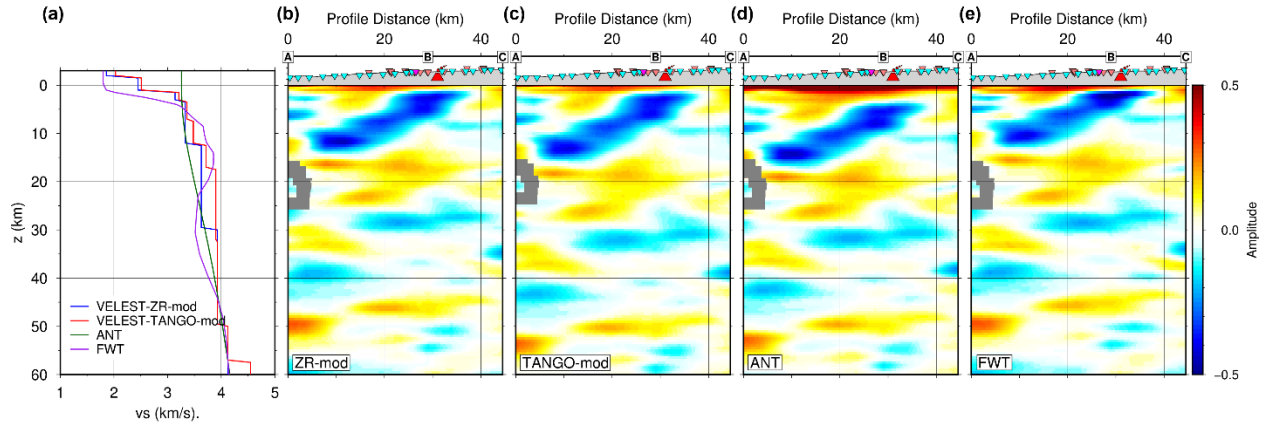 (a)
(b)
(c)
(d)
(e)
Profile Distance (km)
Profile Distance (km)
Profile Distance (km)
Profile Distance (km)
0 20 40
0 20 40
0 20 40
0 20 40
A B C
A B C
A B C
A B C
0
10
20
30
40
50
60
z (km)
VELEST-ZR-mod
VELEST-TANGO-mod
ANT
FWT
1 2 3 4 5
vs (km/s).
ZR-mod
TANGO-mod
ANT
FWT
0.5
0.0
-0.5
Amplitude